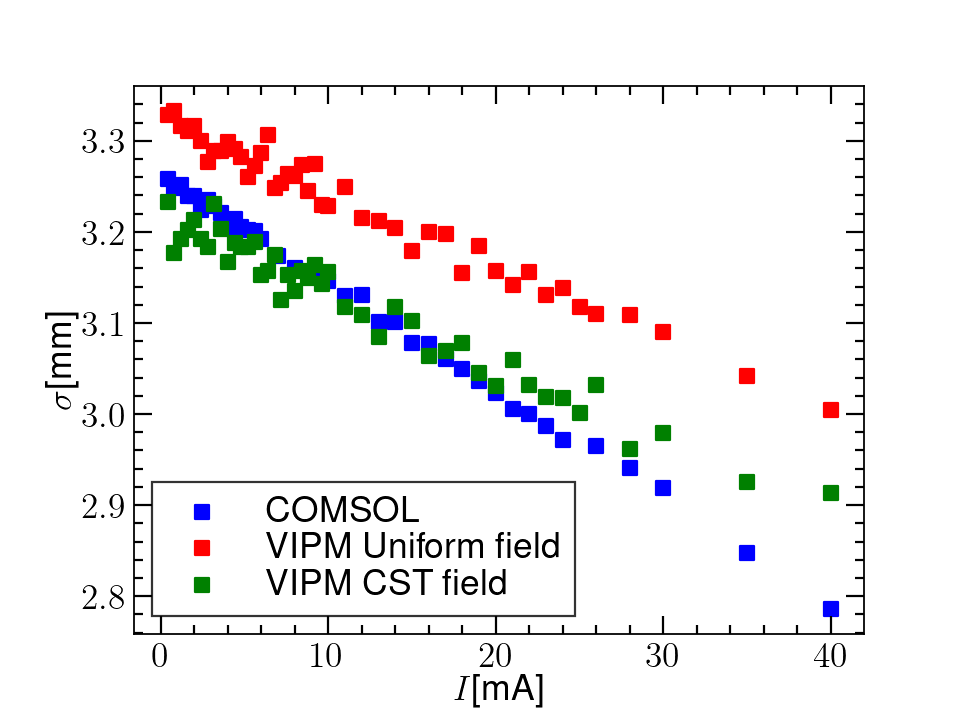 3.3
3.2
3.1
3.0
2.9
2.8
σ[mm]
COMSOL
VIPM Uniform field
VIPM CST field
0 10 20 30 40
I[mA]